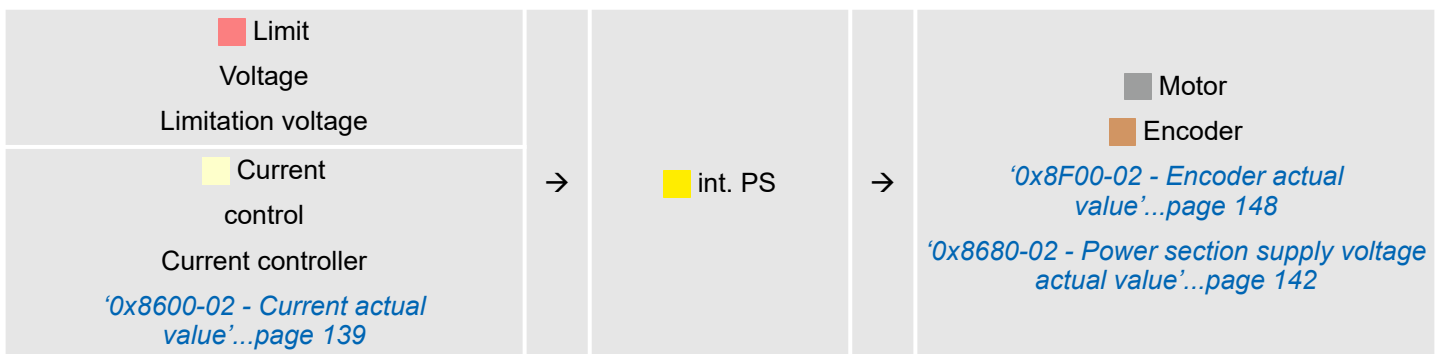 Limit
Voltage
Limitation voltage
Current
control
Current controller
‘0x8600-02 - Current actual
value’...page 139
→
int. PS
→
Motor
Encoder
‘0x8F00-02 - Encoder actual
value’...page 148
‘0x8680-02 - Power section supply voltage
actual value’...page 142